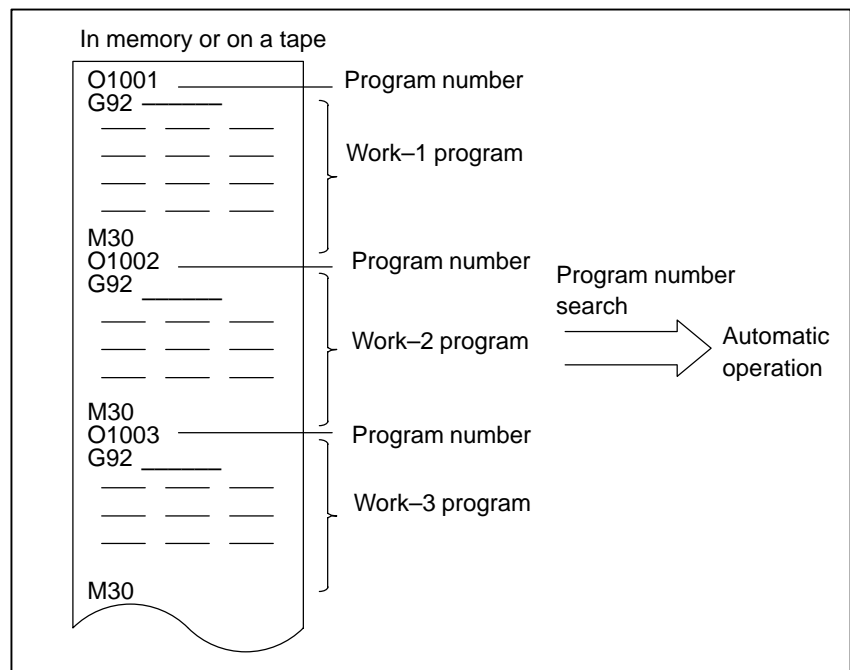 In memory or on a tape
O1001 Program number
G92
Work–1 program
M30
O1002 Program number
G92
Program number
search
Work–2 program
Automatic
operation
M30
O1003 Program number
G92
Work–3 program
M30